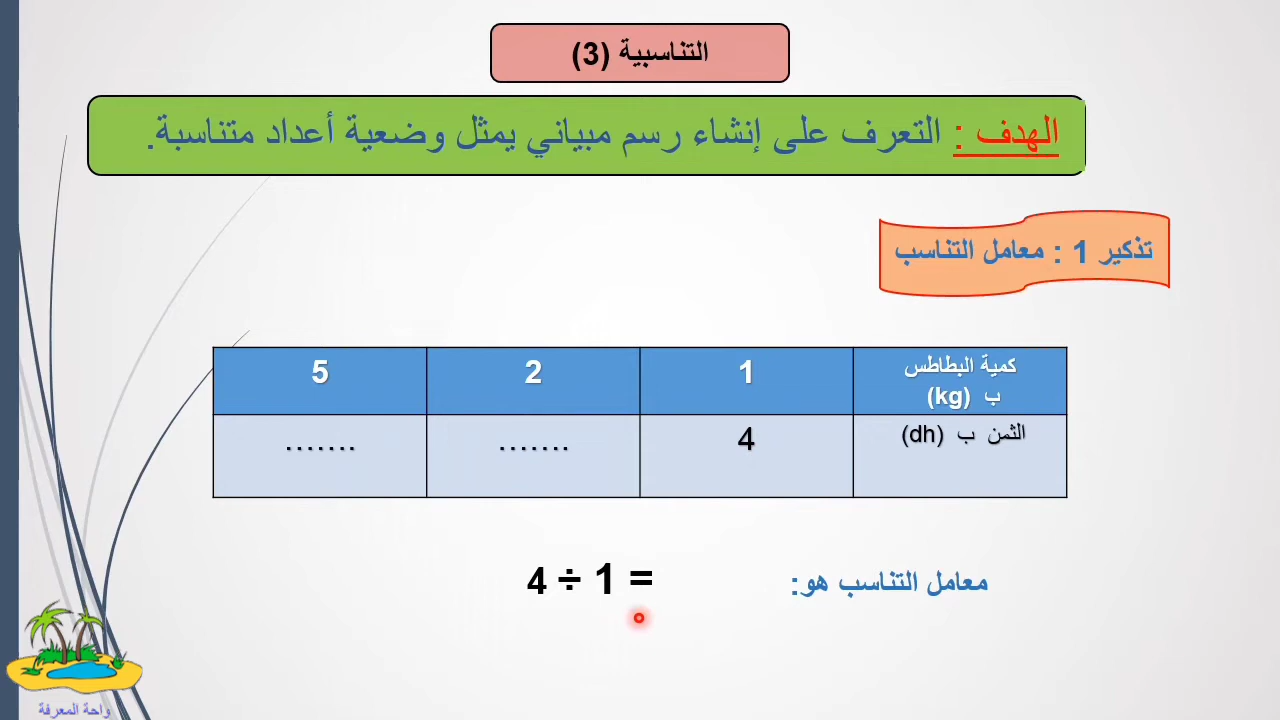 التناسبية (3)
الهدف : التعرف على إنشاء رسم مبياني يمثل وضعية أعداد متناسبة.
تذكير 1 : معامل التناسب
كمية البطاطس
ب (kg)
1
2
5
الثمن ب (dh)
4
.......
.......
معامل التناسب هو:
4 ÷ 1 =
واحة المعرفة